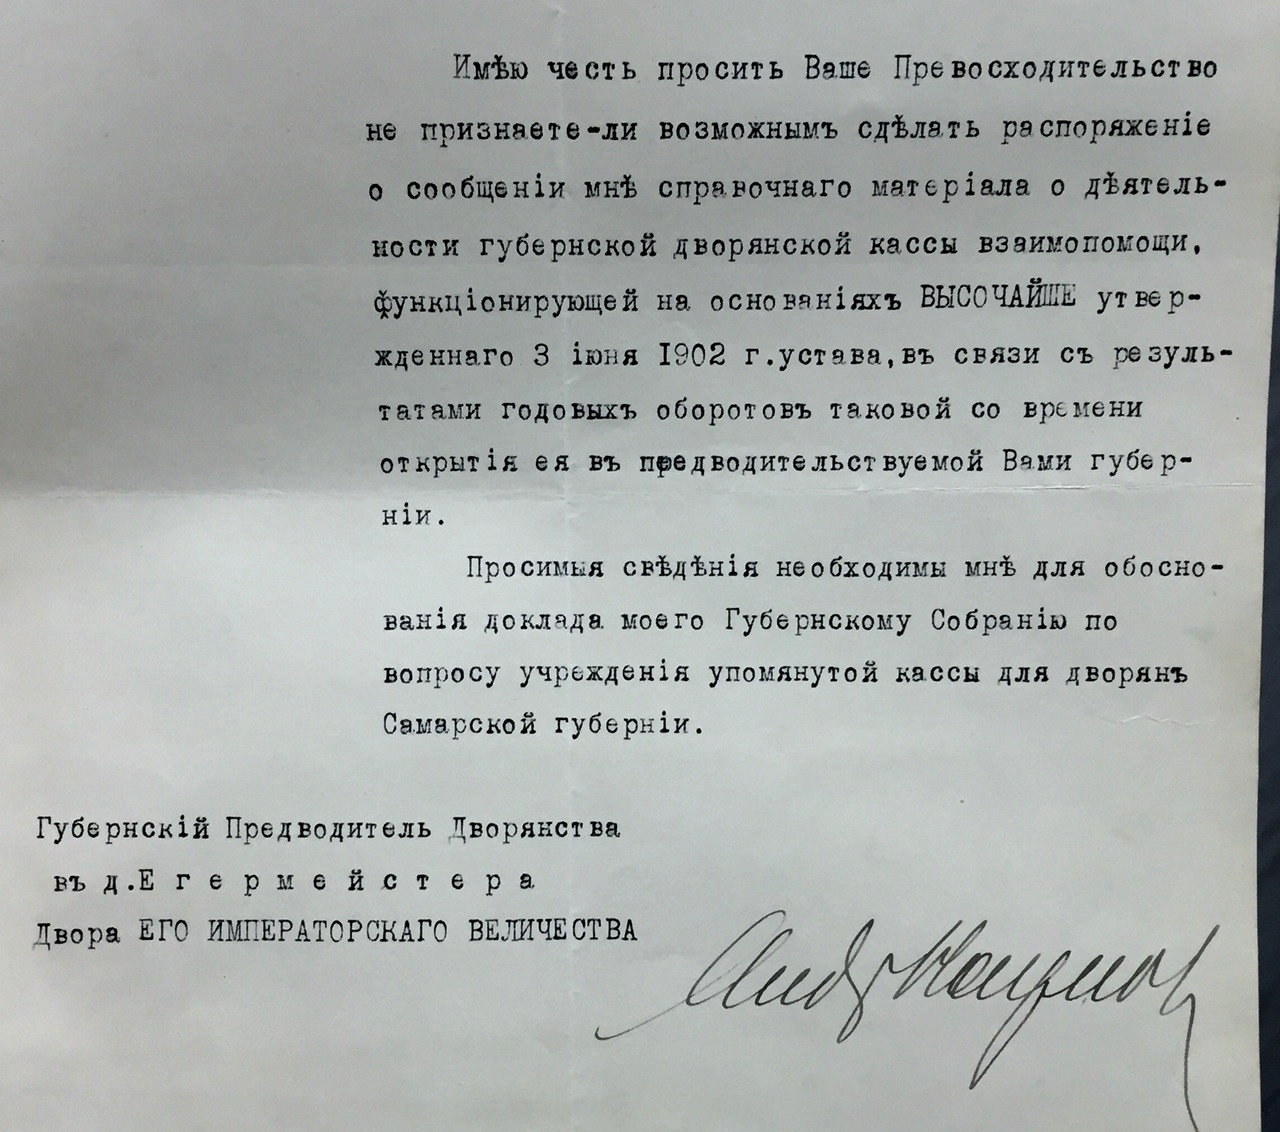 Имѣю честь просить Ваше Превосходительство
не признаете-ли возможнымъ сдѣлать распоряженіе
о сообщеніи мнѣ справочнаго матеріала о дѣятель-
ности губернской дворянской кассы взаимопомощи,
функціонирующей на основаніяхъ ВЫСОЧАЙШЕ утвер-
жденнаго 3 іюня 1902 г.устава,въ связи съ резуль-
татами годовыхъ оборотовъ таковой со времени
открытія ея въ предводительствуемой Вами губер-
ніи.
Просимыя свѣдѣнія необходимы мнѣ для обосно-
ванія доклада моего Губернскому Собранію по
вопросу учрежденія упомянутой кассы для дворянъ
Самарской губерніи.
Губернскій Предводитель Дворянства
въ д.Е г е р м е й с т е р а
Двора ЕГО ИМПЕРАТОРСКАГО ВЕЛИЧЕСТВА